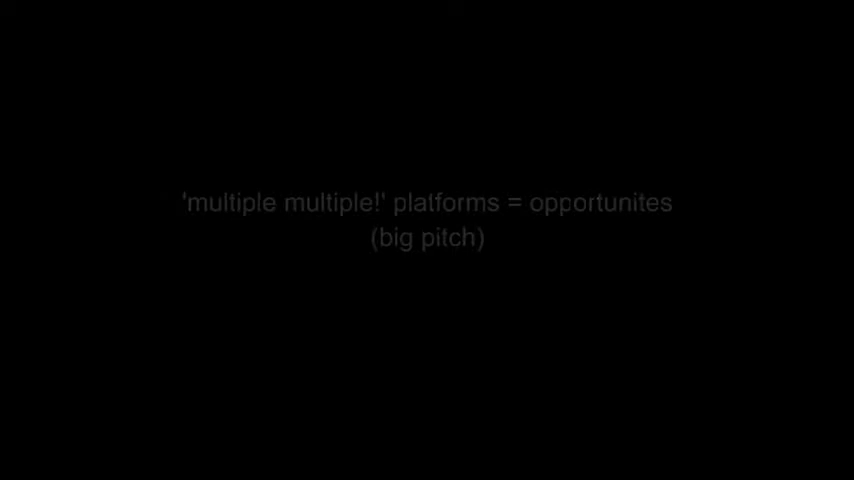 'multiple multiple!' platforms = opportunites
(big pitch)